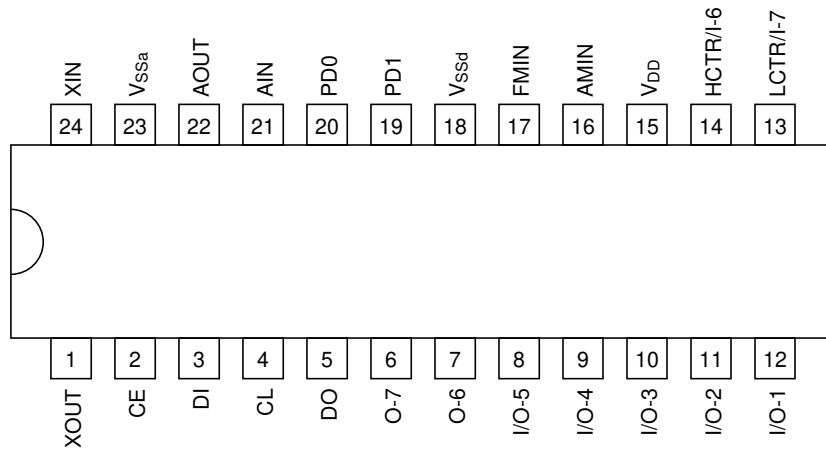 XIN VSSa AOUT AIN PD0 PD1 VSSd FMIN AMIN VDD HCTR/I-6 LCTR/I-7
24 23 22 21 20 19 18 17 16 15 14 13
1 2 3 4 5 6 7 8 9 10 11 12
XOUT CE DI CL DO O-7 O-6 I/O-5 I/O-4 I/O-3 I/O-2 I/O-1